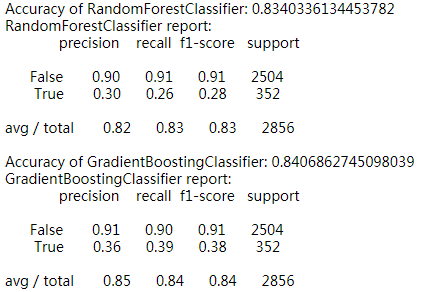 Accuracy of RandomForestClassifier: 0.8340336134453782
RandomForestClassifier report:
precision recall f1-score support
False 0.90 0.91 0.91 2504
True 0.30 0.26 0.28 352
avg / total 0.82 0.83 0.83 2856
Accuracy of GradientBoostingClassifier: 0.8406862745098039
GradientBoostingClassifier report:
precision recall f1-score support
False 0.91 0.90 0.91 2504
True 0.36 0.39 0.38 352
avg / total 0.85 0.84 0.84 2856